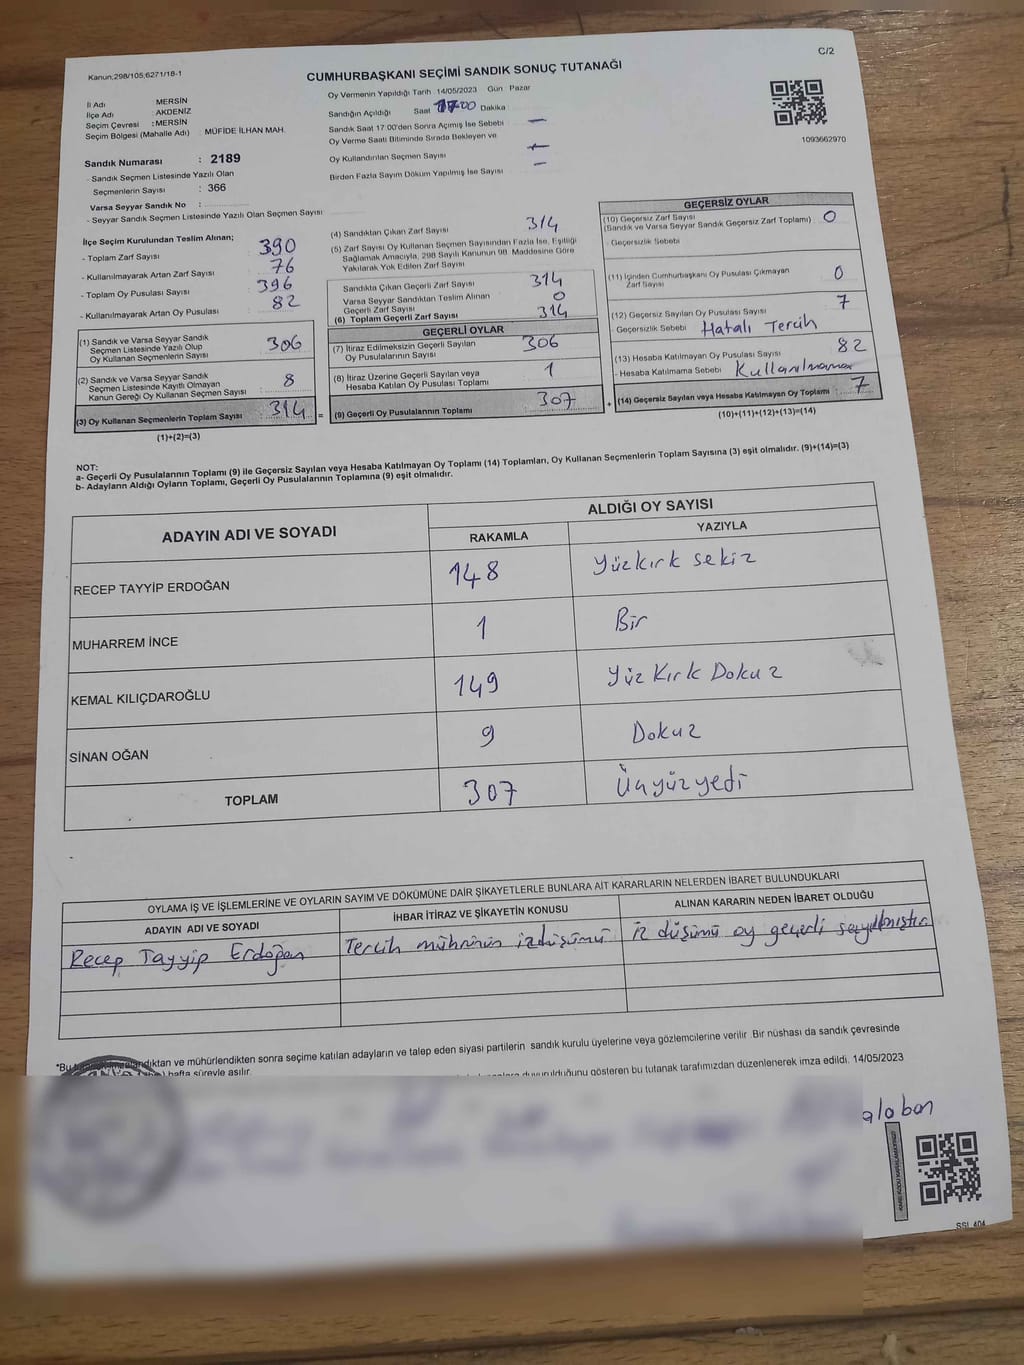 C/2
Kanun;298/105;6271/18-1
CUMHURBAŞKANI SEÇİMİ SANDIK SONUÇ TUTANAĞI
İl Adı : MERSİN
İlçe Adı : AKDENİZ
Seçim Çevresi : MERSİN
Seçim Bölgesi (Mahalle Adı) : MÜFİDE İLHAN MAH.
Sandık Numarası : 2189
- Sandık Seçmen Listesinde Yazılı Olan
Seçmenlerin Sayısı : 366
Varsa Seyyar Sandık No :
- Seyyar Sandık Seçmen Listesinde Yazılı Olan Seçmen Sayısı
Oy Vermenin Yapıldığı Tarih 14/05/2023 Gün Pazar
Sandığın Açıldığı Saat 17 00 Dakika :
Sandık Saat 17:00'den Sonra Açımış İse Sebebi —
Oy Verme Saati Bitiminde Sırada Bekleyen ve
Oy Kullandırılan Seçmen Sayısı —
Birden Fazla Sayım Döküm Yapılmış İse Sayısı —
1093662970
İlçe Seçim Kurulundan Teslim Alınan;
- Toplam Zarf Sayısı : 390
- Kullanılmayarak Artan Zarf Sayısı : 76
- Toplam Oy Pusulası Sayısı : 396
- Kullanılmayarak Artan Oy Pusulası : 82
(1) Sandık ve Varsa Seyyar Sandık
Seçmen Listesinde Yazılı Olup
Oy Kullanan Seçmenlerin Sayısı : 306
(2) Sandık ve Varsa Seyyar Sandık
Seçmen Listesinde Kayıtlı Olmayan
Kanun Gereği Oy Kullanan Seçmen Sayısı : 8
(3) Oy Kullanan Seçmenlerin Toplam Sayısı : 314
(1)+(2)=(3)
(4) Sandıktan Çıkan Zarf Sayısı 314
(5) Zarf Sayısı Oy Kullanan Seçmen Sayısından Fazla İse, Eşitliği
Sağlamak Amacıyla, 298 Sayılı Kanunun 98. Maddesine Göre
Yakılarak Yok Edilen Zarf Sayısı
Sandıkta Çıkan Geçerli Zarf Sayısı 314
Varsa Seyyar Sandıktan Teslim Alınan
Geçerli Zarf Sayısı 0
(6) Toplam Geçerli Zarf Sayısı 314
GEÇERLİ OYLAR
(7) İtiraz Edilmeksizin Geçerli Sayılan
Oy Pusulalarının Sayısı 306
(8) İtiraz Üzerine Geçerli Sayılan veya
Hesaba Katılan Oy Pusulası Toplamı 1
= (9) Geçerli Oy Pusulalarının Toplamı 307 +
GEÇERSİZ OYLAR
(10) Geçersiz Zarf Sayısı 0
(Sandık ve Varsa Seyyar Sandık Geçersiz Zarf Toplamı)
- Geçersizlik Sebebi
(11) İçinden Cumhurbaşkanı Oy Pusulası Çıkmayan
Zarf Sayısı 0
(12) Geçersiz Sayılan Oy Pusulası Sayısı 7
- Geçersizlik Sebebi Hatalı Tercih
(13) Hesaba Katılmayan Oy Pusulası Sayısı 82
- Hesaba Katılmama Sebebi Kullanılmaması
(14) Geçersiz Sayılan veya Hesaba Katılmayan Oy Toplamı : 7
(10)+(11)+(12)+(13)=(14)
NOT:
a- Geçerli Oy Pusulalarının Toplamı (9) ile Geçersiz Sayılan veya Hesaba Katılmayan Oy Toplamı (14) Toplamları, Oy Kullanan Seçmenlerin Toplam Sayısına (3) eşit olmalıdır. (9)+(14)=(3)
b- Adayların Aldığı Oyların Toplamı, Geçerli Oy Pusulalarının Toplamına (9) eşit olmalıdır.
ADAYIN ADI VE SOYADI
ALDIĞI OY SAYISI
RAKAMLA YAZIYLA
RECEP TAYYİP ERDOĞAN 148 Yüzkırk sekiz
MUHARREM İNCE 1 Bir
KEMAL KILIÇDAROĞLU 149 Yüz Kırk Dokuz
SİNAN OĞAN 9 Dokuz
TOPLAM 307 Üçyüz yedi
OYLAMA İŞ VE İŞLEMLERİNE VE OYLARIN SAYIM VE DÖKÜMÜNE DAİR ŞİKAYETLERLE BUNLARA AİT KARARLARIN NELERDEN İBARET BULUNDUKLARI
ADAYIN ADI VE SOYADI İHBAR İTİRAZ VE ŞİKAYETİN KONUSU ALINAN KARARIN NEDEN İBARET OLDUĞU
Recep Tayyip Erdoğan Tercih mührünün izdüşümü iz düşümü oy geçerli sayılmıştır.
*Bu ndıktan ve mühürlendikten sonra seçime katılan adayların ve talep eden siyasi partilerin sandık kurulu üyelerine veya gözlemcilerine verilir .Bir nüshası da sandık çevresinde
hafta süreyle asılır.
duyurulduğunu gösteren bu tutanak tarafımızdan düzenlenerek imza edildi. 14/05/2023
alaban
SSI 404